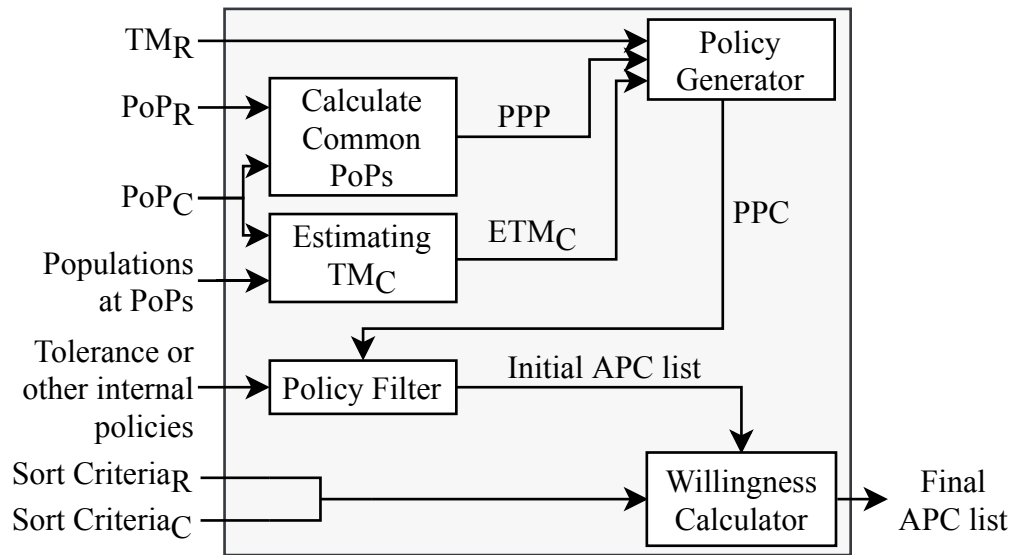 TM_R
Policy
Generator
PoP_R
Calculate
Common
PoPs
PPP
PoP_C
PPC
Estimating
TM_C
ETM_C
Populations
at PoPs
Tolerance or
other internal
policies
Policy Filter
Initial APC list
Sort Criteria_R
Sort Criteria_C
Willingness
Calculator
Final
APC list